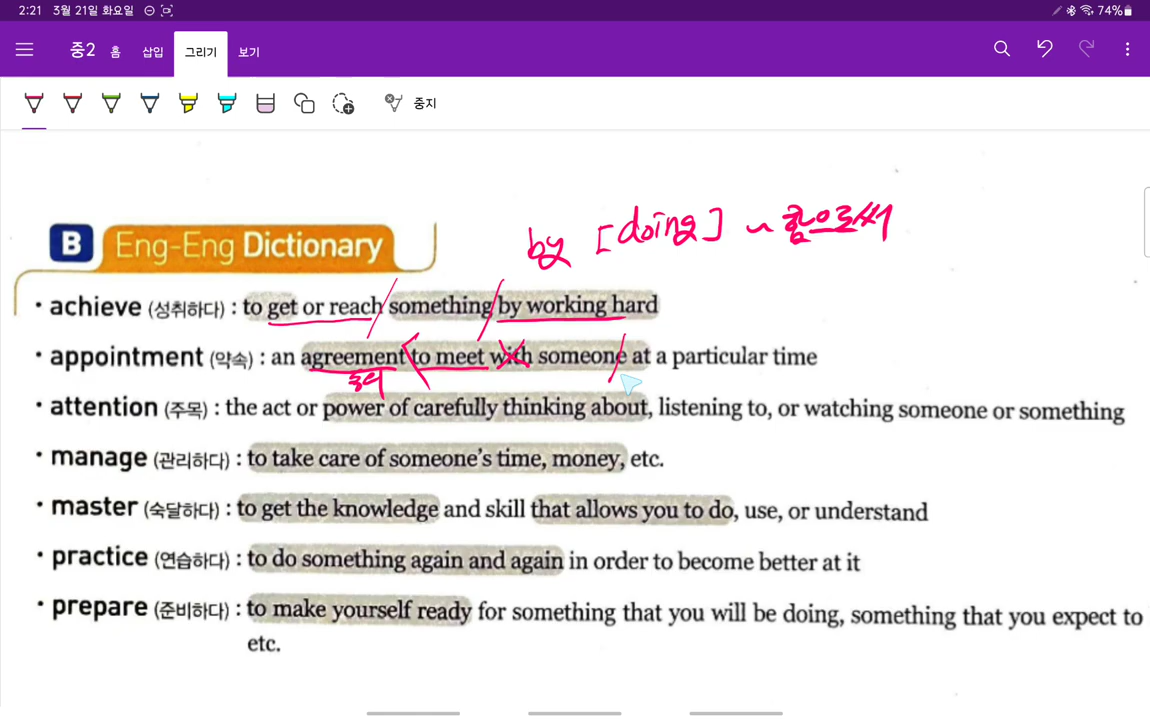 2:21 3월 21일 화요일 74%
중2 홈 삽입 그리기 보기
중지
by [doing] ~함으로써
B Eng-Eng Dictionary
• achieve (성취하다) : to get or reach something by working hard
• appointment (약속) : an agreement to meet with someone at a particular time
동의
• attention (주목) : the act or power of carefully thinking about, listening to, or watching someone or something
• manage (관리하다) : to take care of someone's time, money, etc.
• master (숙달하다) : to get the knowledge and skill that allows you to do, use, or understand
• practice (연습하다) : to do something again and again in order to become better at it
• prepare (준비하다) : to make yourself ready for something that you will be doing, something that you expect to
etc.